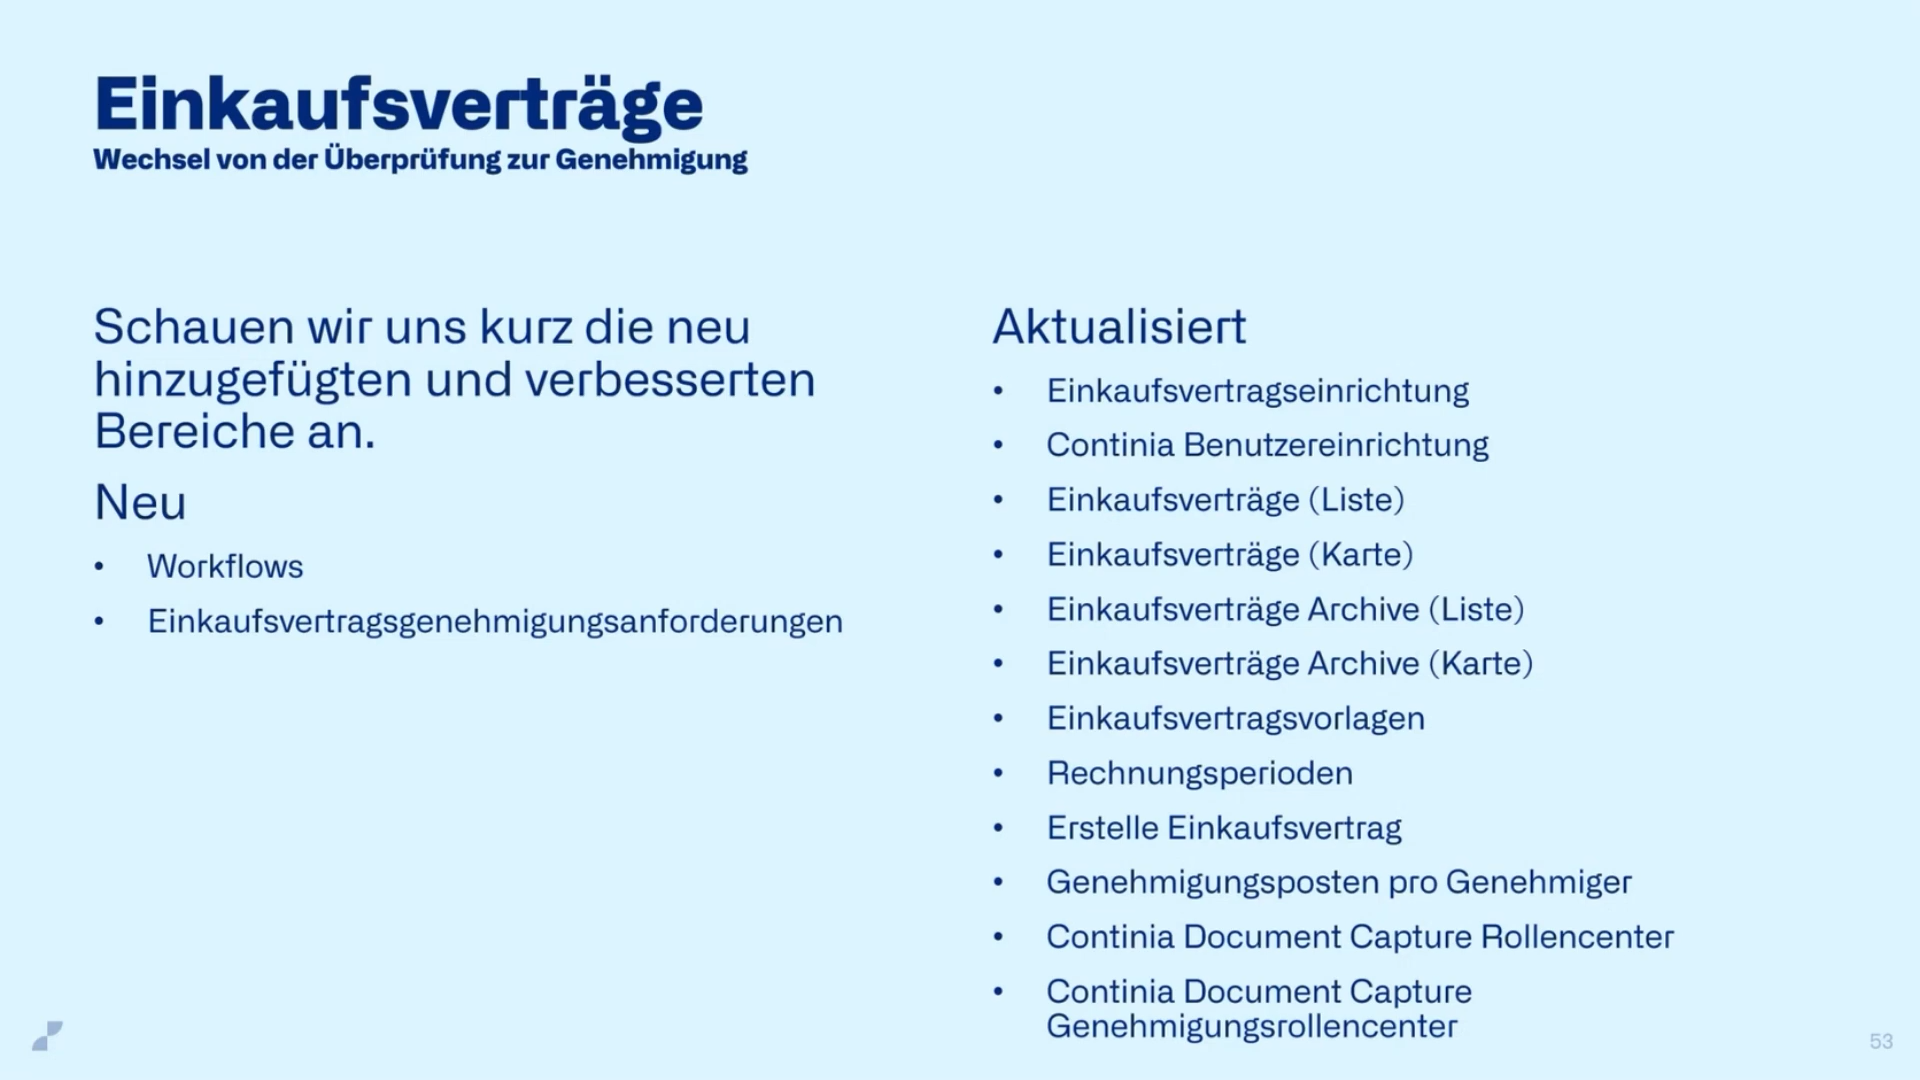 Einkaufsverträge
Wechsel von der Überprüfung zur Genehmigung
Schauen wir uns kurz die neu
hinzugefügten und verbesserten
Bereiche an.
Neu
• Workflows
• Einkaufsvertragsgenehmigungsanforderungen
Aktualisiert
• Einkaufsvertragseinrichtung
• Continia Benutzereinrichtung
• Einkaufsverträge (Liste)
• Einkaufsverträge (Karte)
• Einkaufsverträge Archive (Liste)
• Einkaufsverträge Archive (Karte)
• Einkaufsvertragsvorlagen
• Rechnungsperioden
• Erstelle Einkaufsvertrag
• Genehmigungsposten pro Genehmiger
• Continia Document Capture Rollencenter
• Continia Document Capture
Genehmigungsrollencenter
53